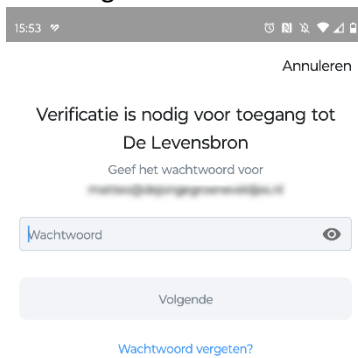 15:53
Annuleren
Verificatie is nodig voor toegang tot
De Levensbron
Geef het wachtwoord voor
Wachtwoord
Volgende
Wachtwoord vergeten?